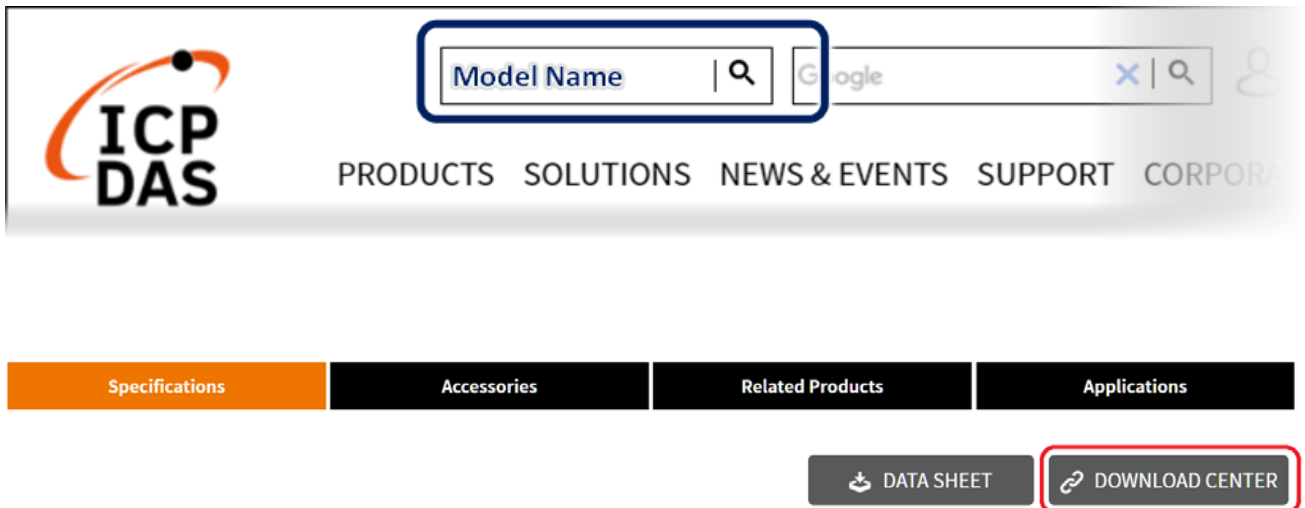 Model Name
Google
ICP
DAS
PRODUCTS SOLUTIONS NEWS & EVENTS SUPPORT CORPORA
Specifications Accessories Related Products Applications
DATA SHEET DOWNLOAD CENTER